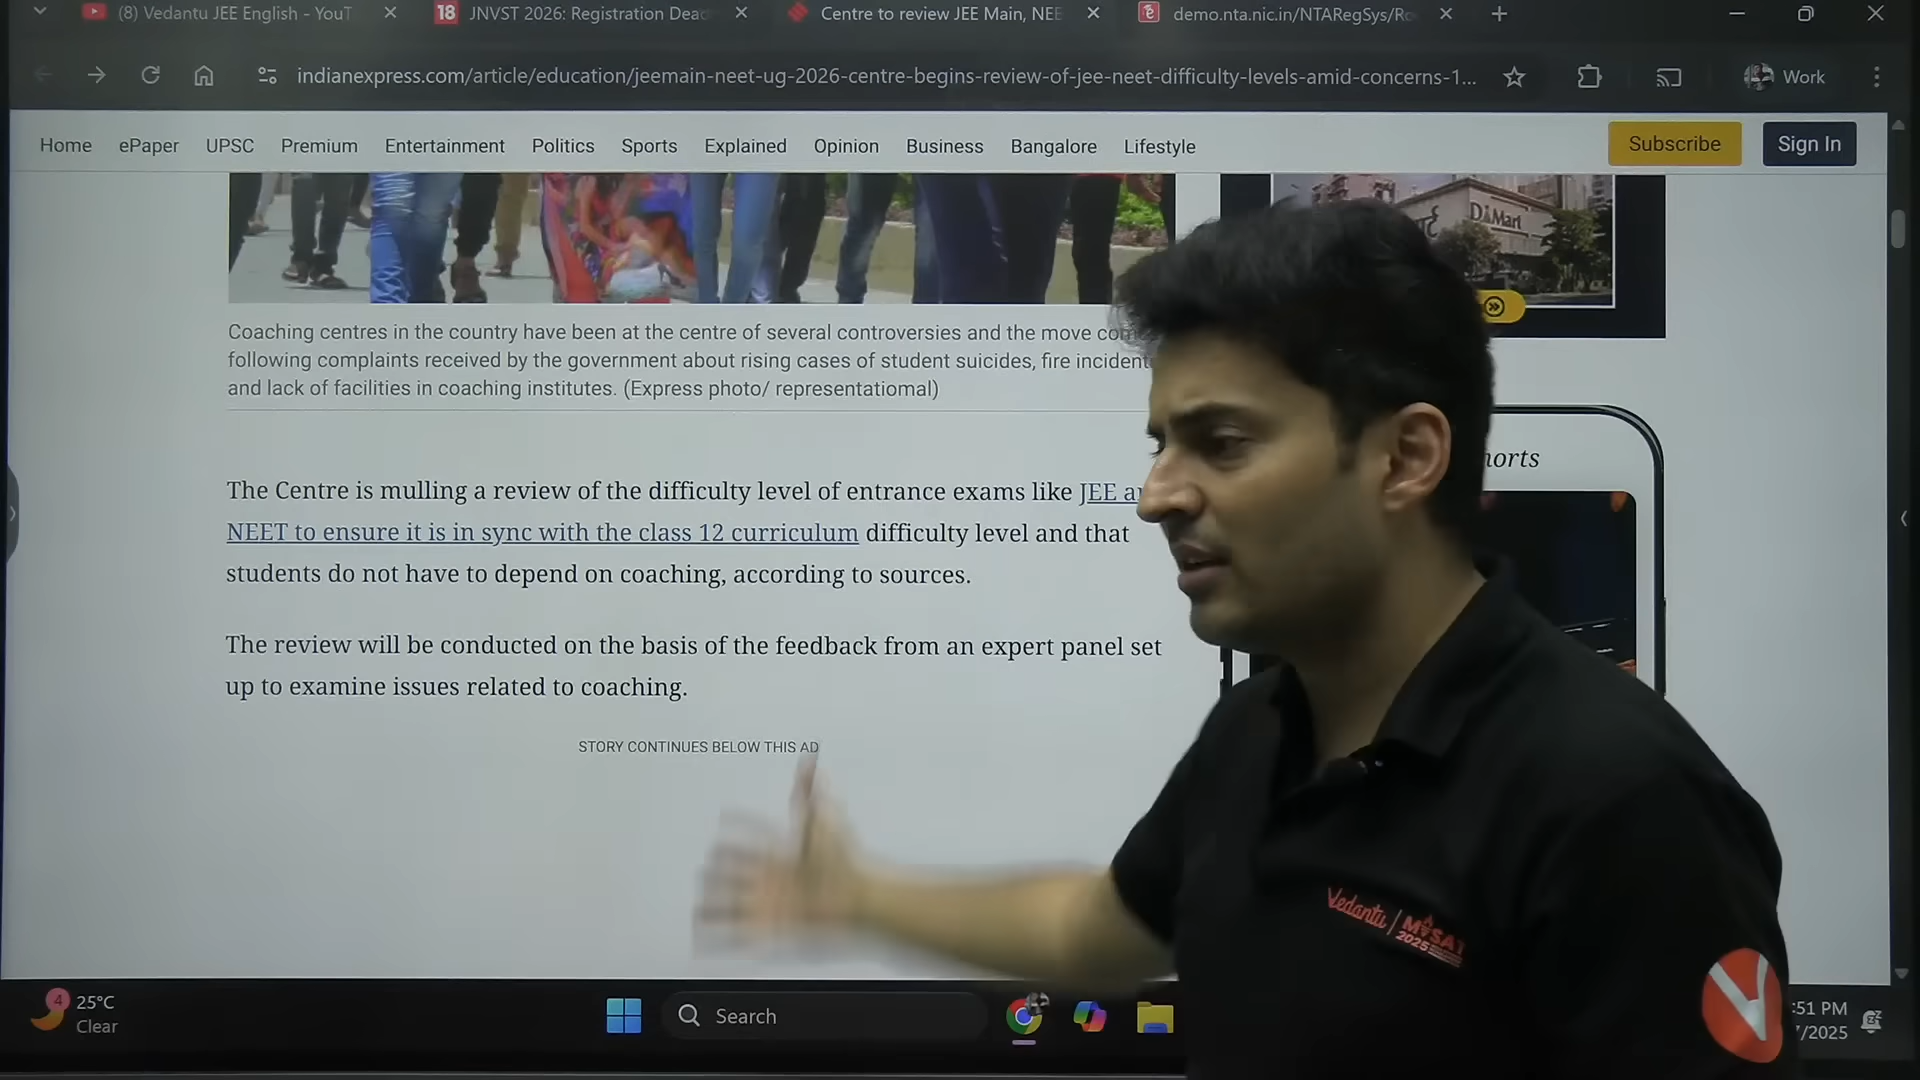 (8) Vedantu JEE English - YouT
18 JNVST 2026: Registration Dead
Centre to review JEE Main, NEE
demo.nta.nic.in/NTARegSys/Ro
indianexpress.com/article/education/jeemain-neet-ug-2026-centre-begins-review-of-jee-neet-difficulty-levels-amid-concerns-1...
Work
Home ePaper UPSC Premium Entertainment Politics Sports Explained Opinion Business Bangalore Lifestyle
Subscribe
Sign In
DMart
Coaching centres in the country have been at the centre of several controversies and the move
following complaints received by the government about rising cases of student suicides, fire incident
and lack of facilities in coaching institutes. (Express photo/ representatiomal)
The Centre is mulling a review of the difficulty level of entrance exams like JEE
NEET to ensure it is in sync with the class 12 curriculum difficulty level and that
students do not have to depend on coaching, according to sources.
The review will be conducted on the basis of the feedback from an expert panel set
up to examine issues related to coaching.
STORY CONTINUES BELOW THIS AD
horts
Vedantu
2025
V
4
25°C
Clear
Search
:51 PM
/2025